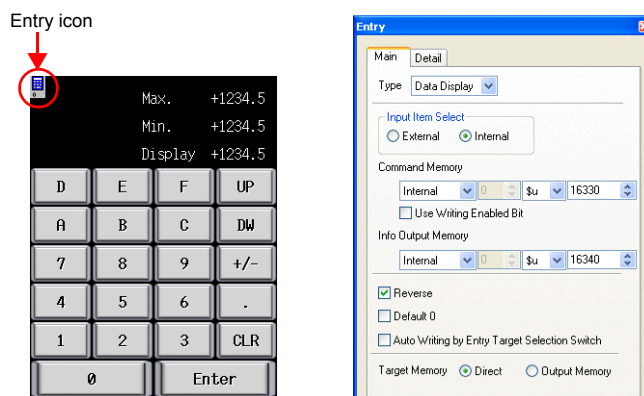 Entry icon
Max. +1234.5
Min. +1234.5
Display +1234.5
D E F UP
A B C DW
7 8 9 +/-
4 5 6 .
1 2 3 CLR
0 Enter
Entry
Main Detail
Type Data Display
Input Item Select
External Internal
Command Memory
Internal 0 $u 16330
Use Writing Enabled Bit
Info Output Memory
Internal 0 $u 16340
Reverse
Default 0
Auto Writing by Entry Target Selection Switch
Target Memory Direct Output Memory